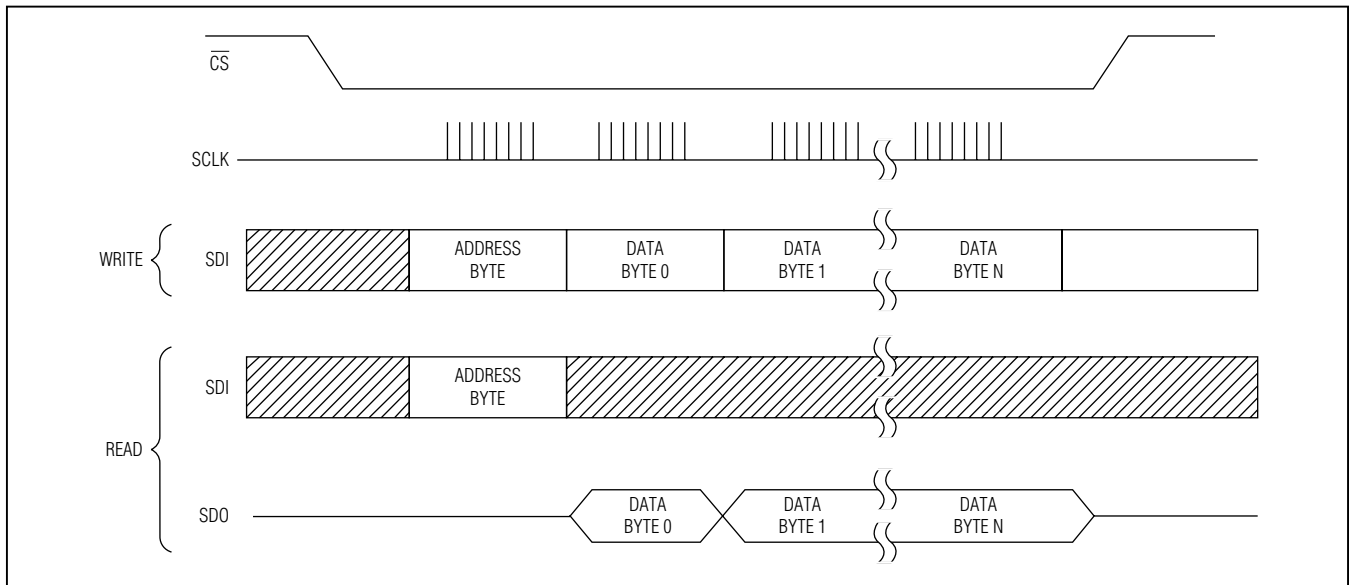 C̅S̅
SCLK
WRITE
SDI
ADDRESS
BYTE
DATA
BYTE 0
DATA
BYTE 1
DATA
BYTE N
READ
SDI
ADDRESS
BYTE
SDO
DATA
BYTE 0
DATA
BYTE 1
DATA
BYTE N